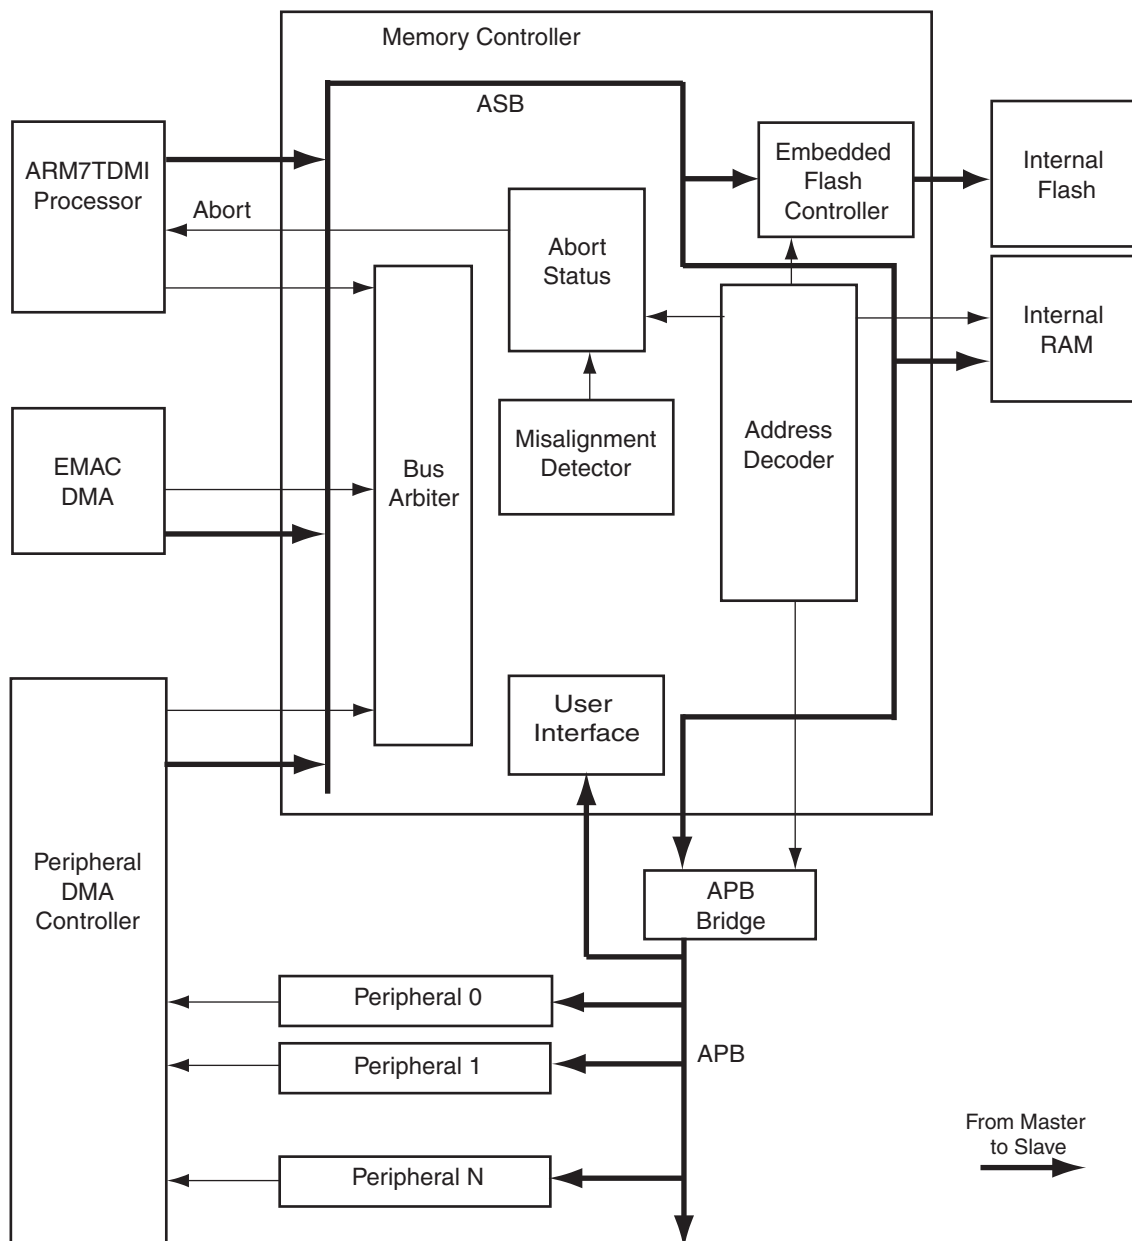 Memory Controller
ASB
ARM7TDMI
Processor
Abort
Embedded
Flash
Controller
Internal
Flash
Abort
Status
Internal
RAM
EMAC
DMA
Bus
Arbiter
Misalignment
Detector
Address
Decoder
User
Interface
Peripheral
DMA
Controller
APB
Bridge
Peripheral 0
Peripheral 1
APB
Peripheral N
From Master
to Slave